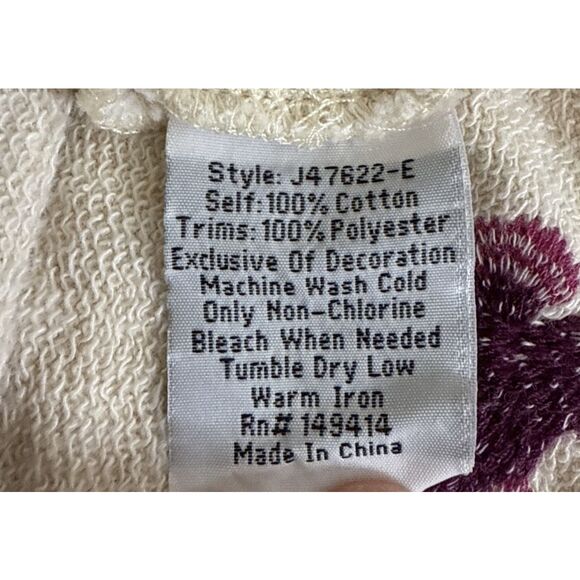 Style: J47622-E
Self: 100% Cotton
Trims: 100% Polyester
Exclusive Of Decoration
Machine Wash Cold
Only Non-Chlorine
Bleach When Needed
Tumble Dry Low
Warm Iron
Rn# 149414
Made In China